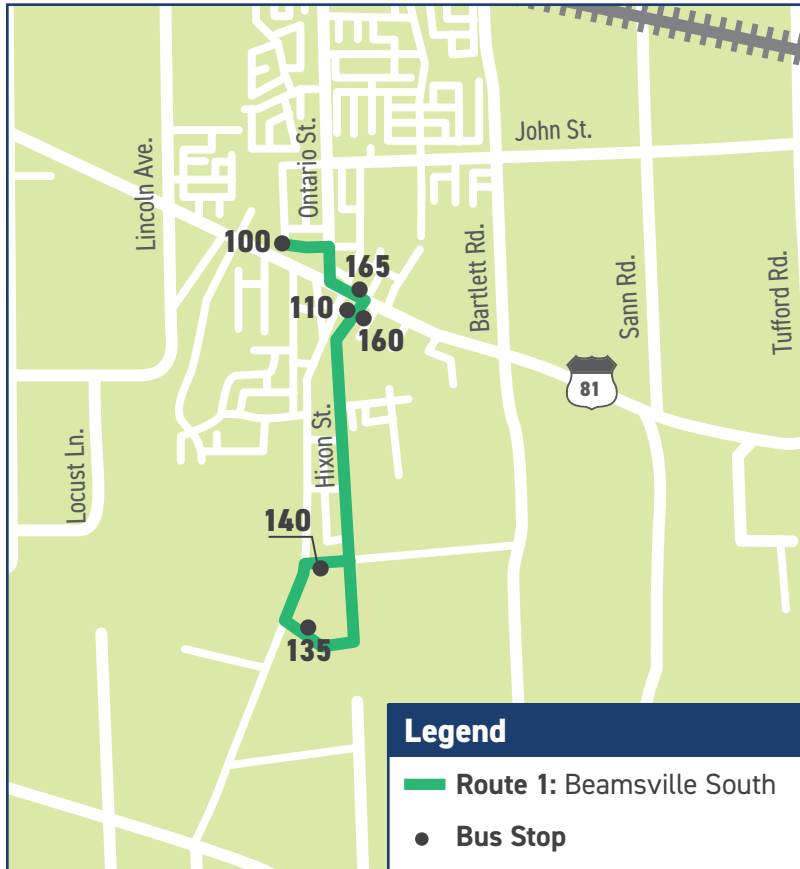 John St.
Ontario St.
Lincoln Ave.
100
165
110
160
Bartlett Rd.
Sann Rd.
Tufford Rd.
81
Locust Ln.
Hixon St.
140
135
Legend
Route 1: Beamsville South
Bus Stop